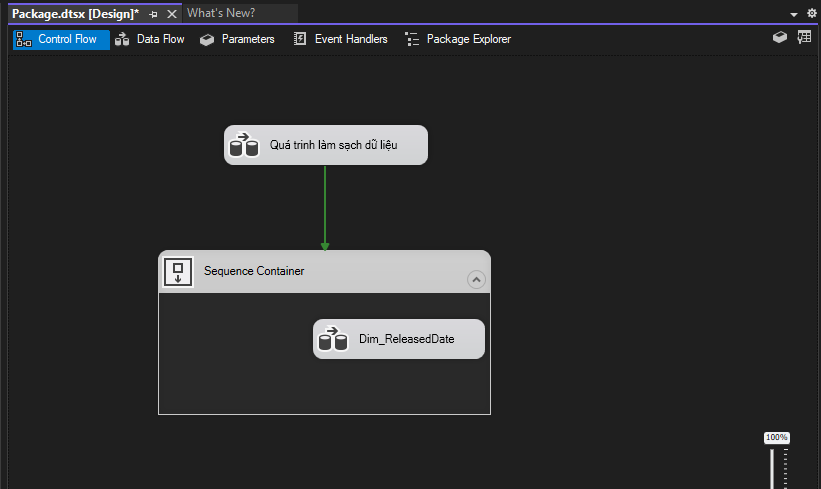 Package.dtsx [Design]*
What's New?
Control Flow
Data Flow
Parameters
Event Handlers
Package Explorer
Quá trinh làm sạch dữ liệu
Sequence Container
Dim_ReleasedDate
100%